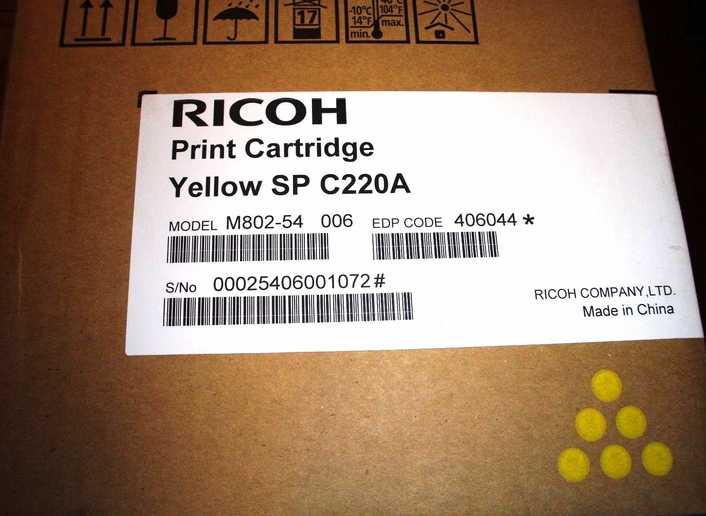 17
-10°C
14°F
min.
40°C
104°F
max.
RICOH
Print Cartridge
Yellow SP C220A
MODEL M802-54 006 EDP CODE 406044 *
S/No 00025406001072#
RICOH COMPANY,LTD.
Made in China